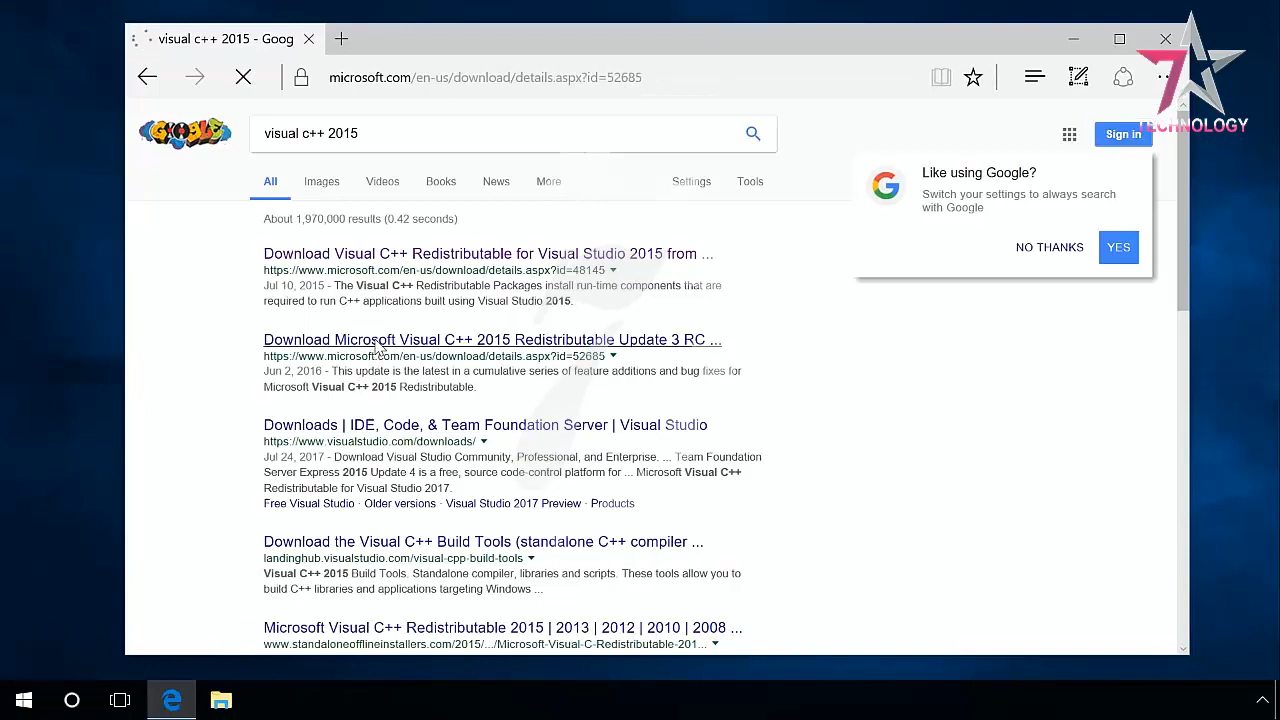 visual c++ 2015 - Goog
microsoft.com/en-us/download/details.aspx?id=52685
7
TECHNOLOGY
GOOGLE
visual c++ 2015
Sign in
All Images Videos Books News More Settings Tools
Like using Google?
Switch your settings to always search
with Google
NO THANKS YES
About 1,970,000 results (0.42 seconds)
Download Visual C++ Redistributable for Visual Studio 2015 from ...
https://www.microsoft.com/en-us/download/details.aspx?id=48145
Jul 10, 2015 - The Visual C++ Redistributable Packages install run-time components that are
required to run C++ applications built using Visual Studio 2015.
Download Microsoft Visual C++ 2015 Redistributable Update 3 RC ...
https://www.microsoft.com/en-us/download/details.aspx?id=52685
Jun 2, 2016 - This update is the latest in a cumulative series of feature additions and bug fixes for
Microsoft Visual C++ 2015 Redistributable.
Downloads | IDE, Code, & Team Foundation Server | Visual Studio
https://www.visualstudio.com/downloads/
Jul 24, 2017 - Download Visual Studio Community, Professional, and Enterprise. ... Team Foundation
Server Express 2015 Update 4 is a free, source code-control platform for ... Microsoft Visual C++
Redistributable for Visual Studio 2017.
Free Visual Studio · Older versions · Visual Studio 2017 Preview · Products
Download the Visual C++ Build Tools (standalone C++ compiler ...
landinghub.visualstudio.com/visual-cpp-build-tools
Visual C++ 2015 Build Tools. Standalone compiler, libraries and scripts. These tools allow you to
build C++ libraries and applications targeting Windows ...
Microsoft Visual C++ Redistributable 2015 | 2013 | 2012 | 2010 | 2008 ...
www.standaloneofflineinstallers.com/2015/.../Microsoft-Visual-C-Redistributable-201...